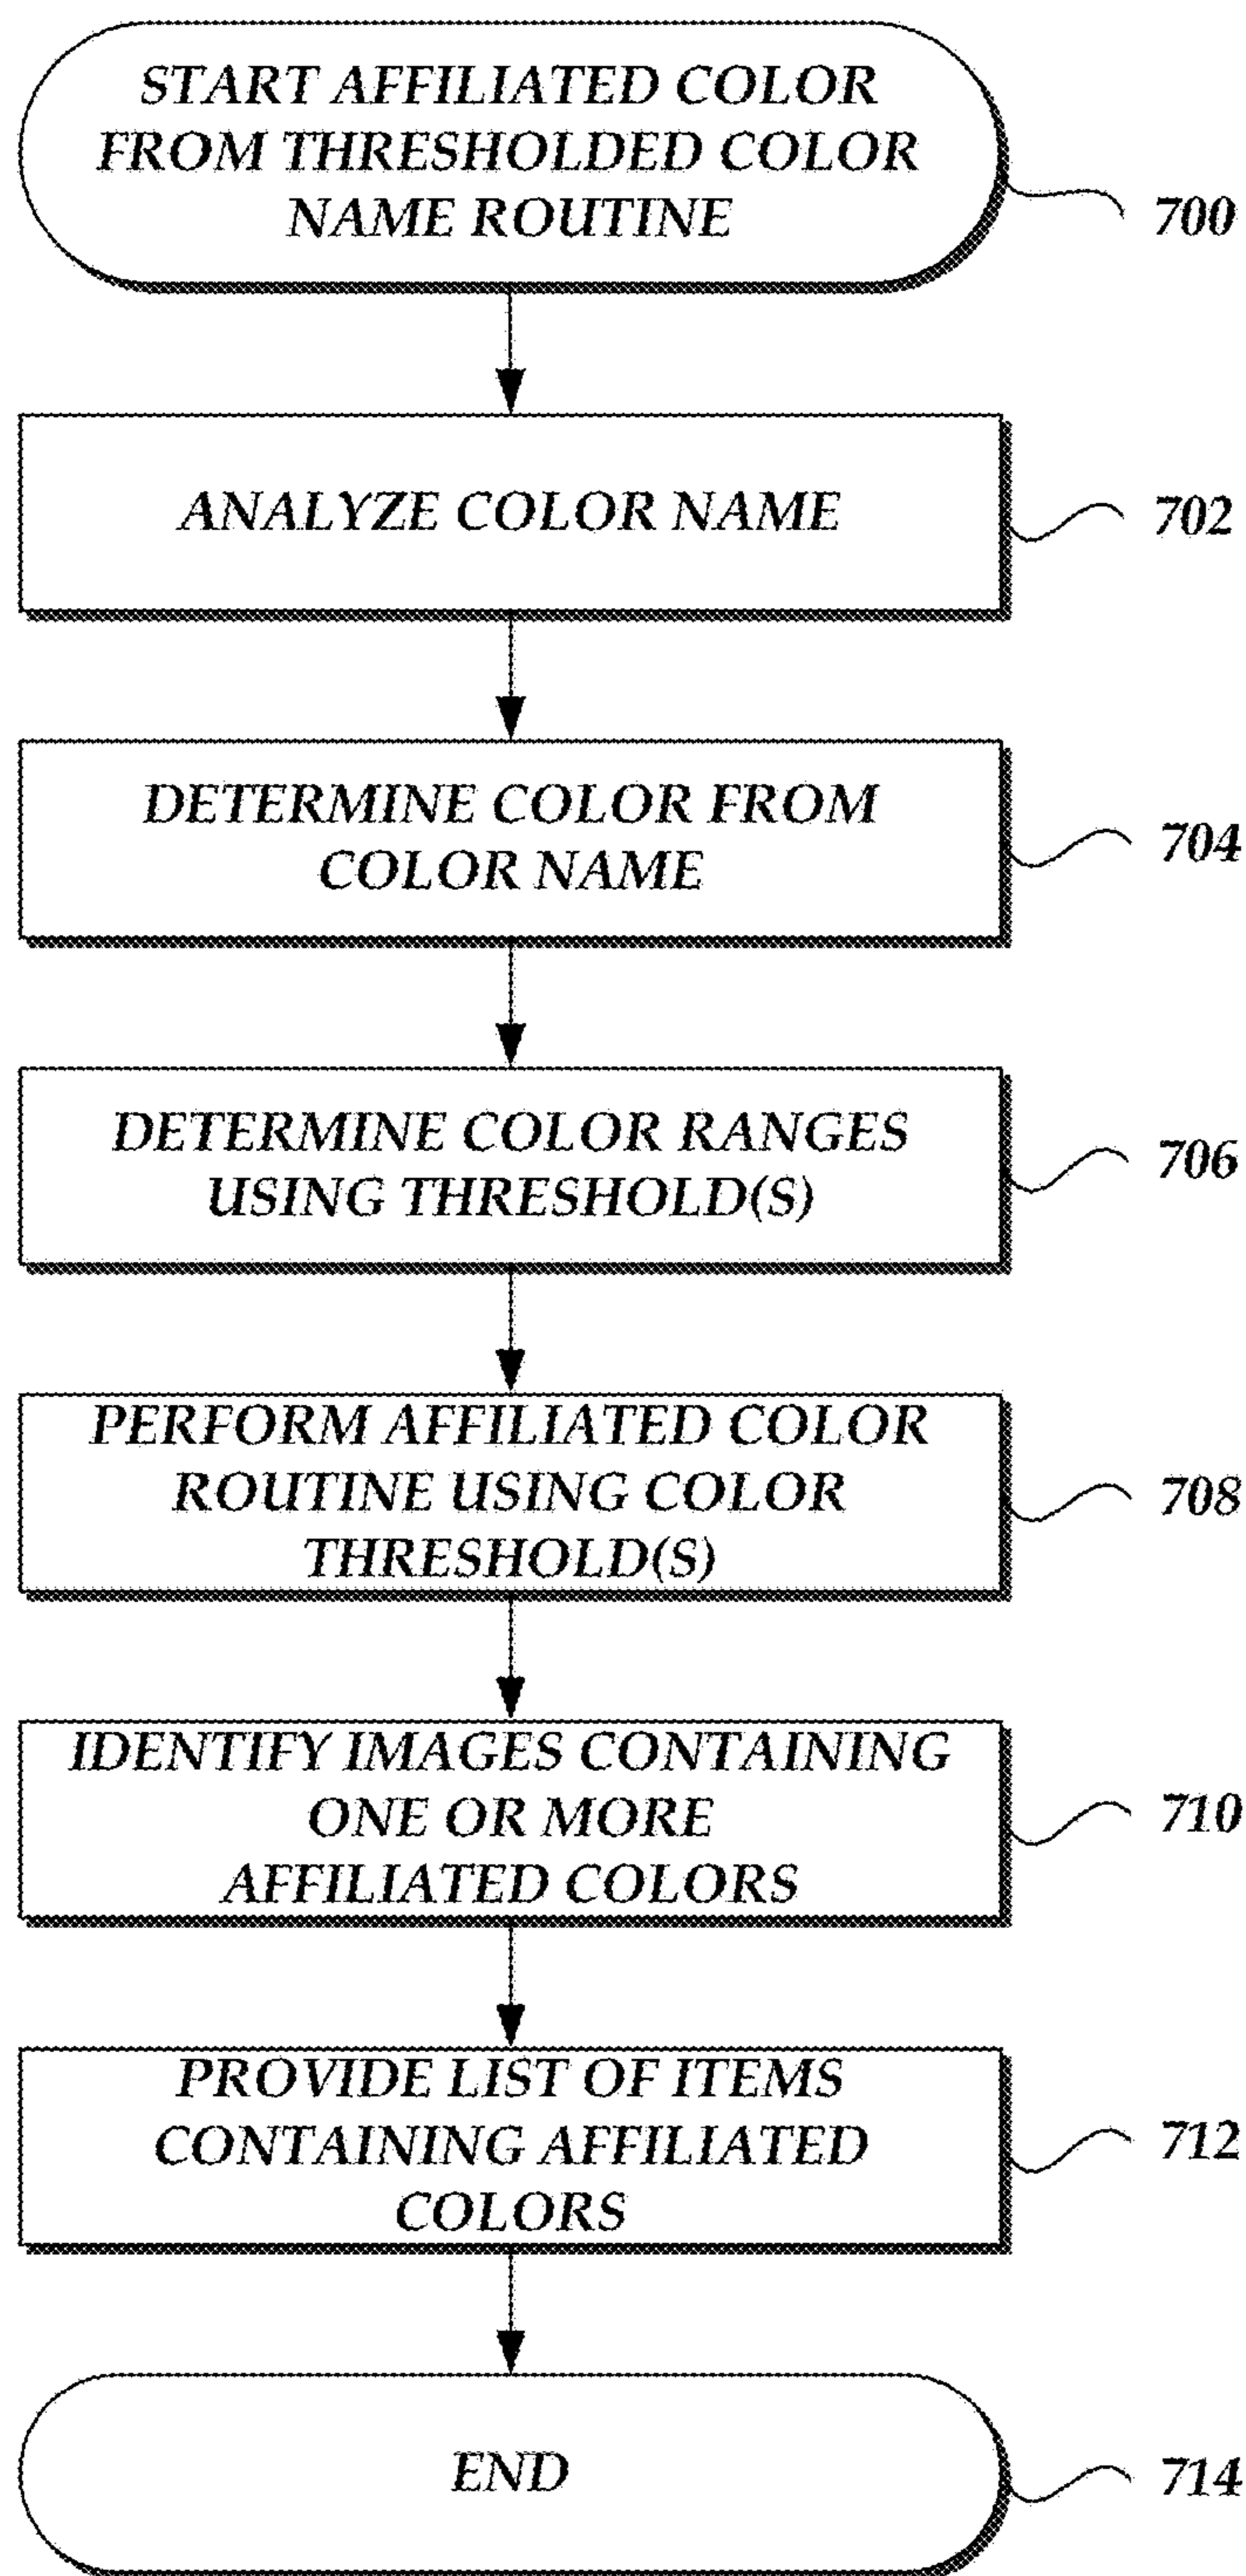 START AFFILIATED COLOR
FROM THRESHOLDED COLOR
NAME ROUTINE
700
ANALYZE COLOR NAME
702
DETERMINE COLOR FROM
COLOR NAME
704
DETERMINE COLOR RANGES
USING THRESHOLD(S)
706
PERFORM AFFILIATED COLOR
ROUTINE USING COLOR
THRESHOLD(S)
708
IDENTIFY IMAGES CONTAINING
ONE OR MORE
AFFILIATED COLORS
710
PROVIDE LIST OF ITEMS
CONTAINING AFFILIATED
COLORS
712
END
714